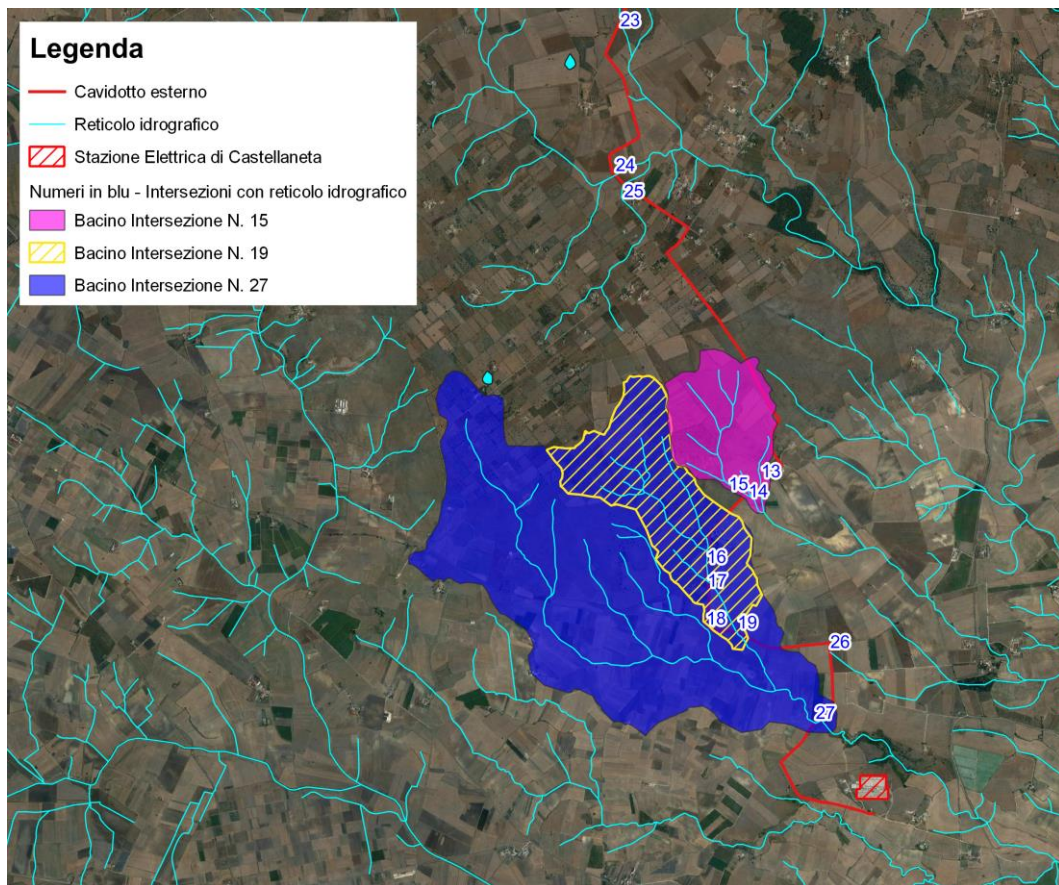 Legenda
Cavidotto esterno
Reticolo idrografico
Stazione Elettrica di Castellaneta
Numeri in blu - Intersezioni con reticolo idrografico
Bacino Intersezione N. 15
Bacino Intersezione N. 19
Bacino Intersezione N. 27
23
24
25
13
15
14
16
17
18
19
26
27